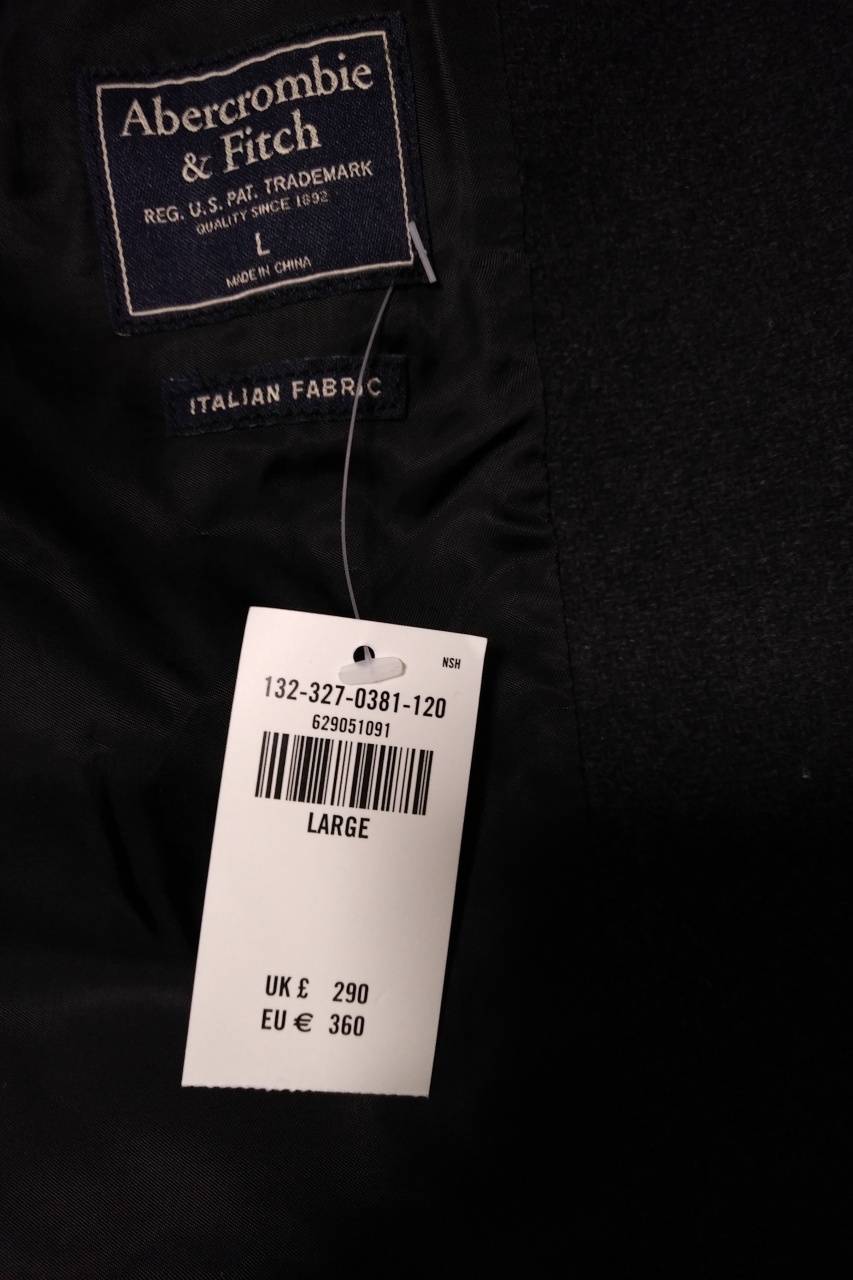 Abercrombie
& Fitch
REG. U.S. PAT. TRADEMARK
QUALITY SINCE 1892
L
MADE IN CHINA
ITALIAN FABRIC
NSH
132-327-0381-120
629051091
LARGE
UK £ 290
EU € 360